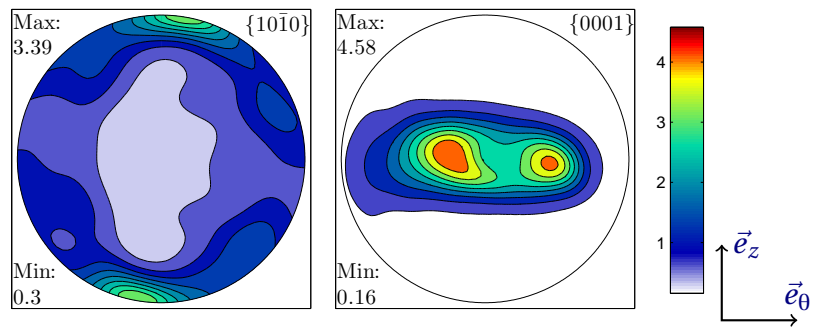 Max:
3.39
{101̄0}
Min:
0.3
Max:
4.58
{0001}
Min:
0.16
4
3
2
1
e⃗z
e⃗θ